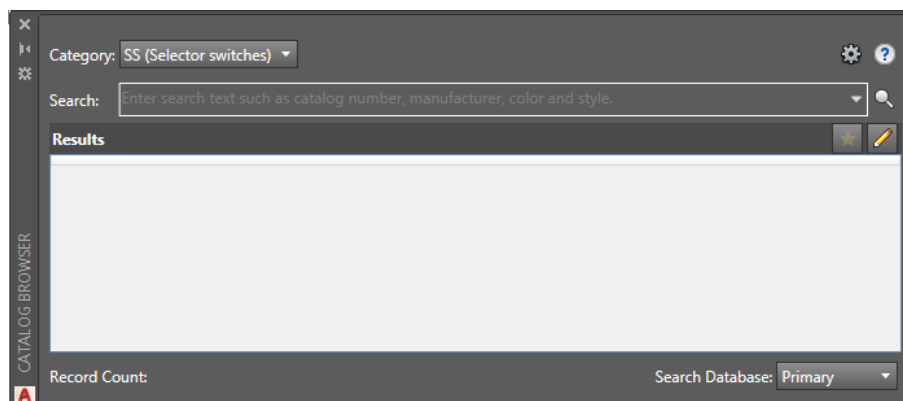 Category: SS (Selector switches)
Search: Enter search text such as catalog number, manufacturer, color and style.
Results
CATALOG BROWSER
Record Count:
Search Database: Primary